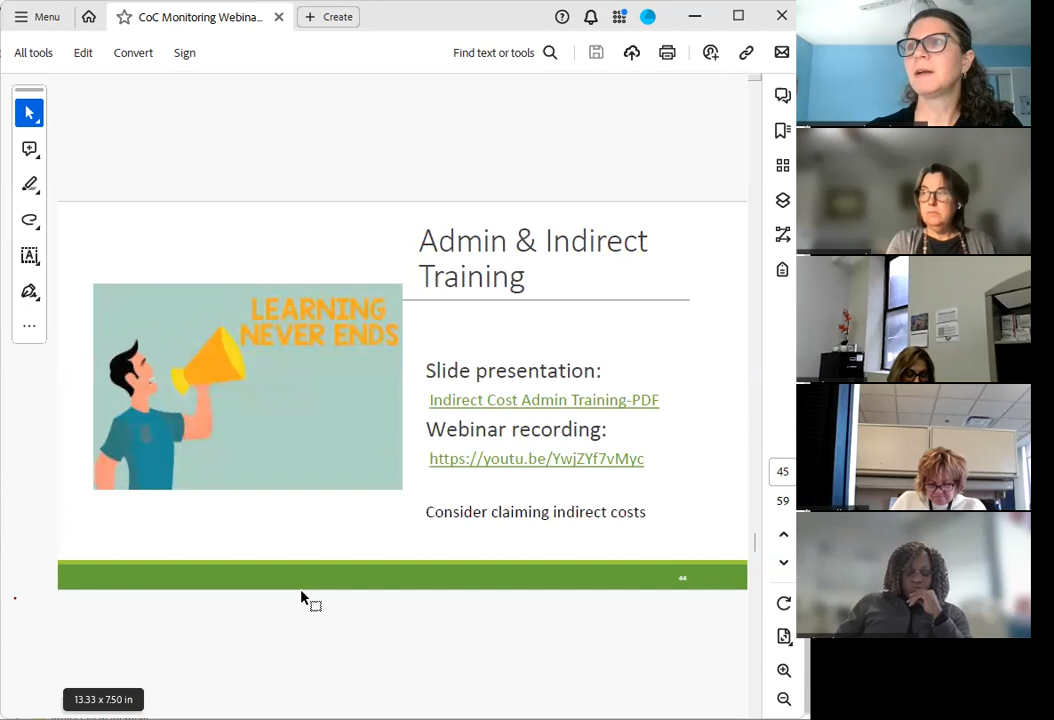 Menu
CoC Monitoring Webina...
Create
All tools
Edit
Convert
Sign
Find text or tools
Admin & Indirect
Training
LEARNING
NEVER ENDS
Slide presentation:
Indirect Cost Admin Training-PDF
Webinar recording:
https://youtu.be/YwjZYf7vMyc
Consider claiming indirect costs
44
45
59
13.33 x 7.50 in